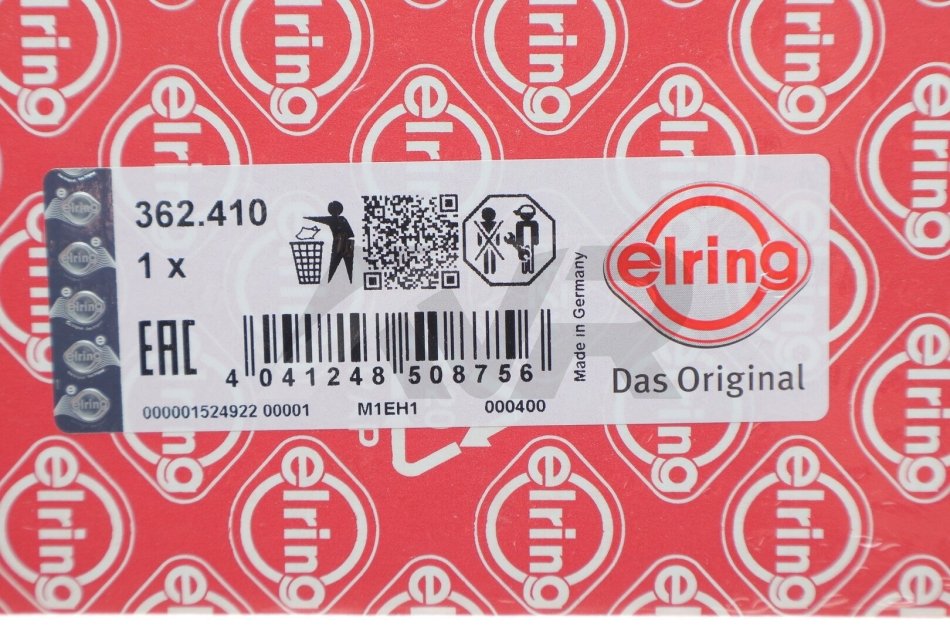 362.410
1 x
EAC
4 041248 508756
000001524922 00001 M1EH1 000400
Made in Germany
elring
Das Original